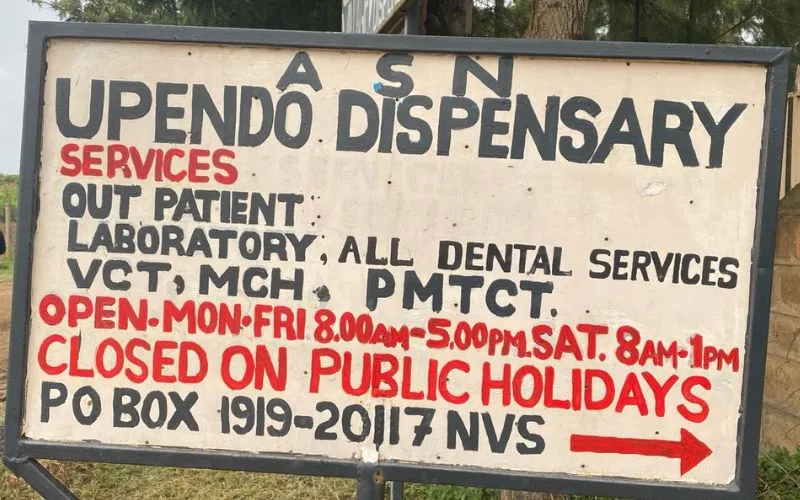 A S N
UPENDO DISPENSARY
SERVICES
OUT PATIENT
LABORATORY, ALL DENTAL SERVICES
VCT, MCH, PMTCT.
OPEN-MON-FRI 8.00AM-5.00PM.SAT. 8AM-1PM
CLOSED ON PUBLIC HOLIDAYS
PO BOX 1919-20117 NVS